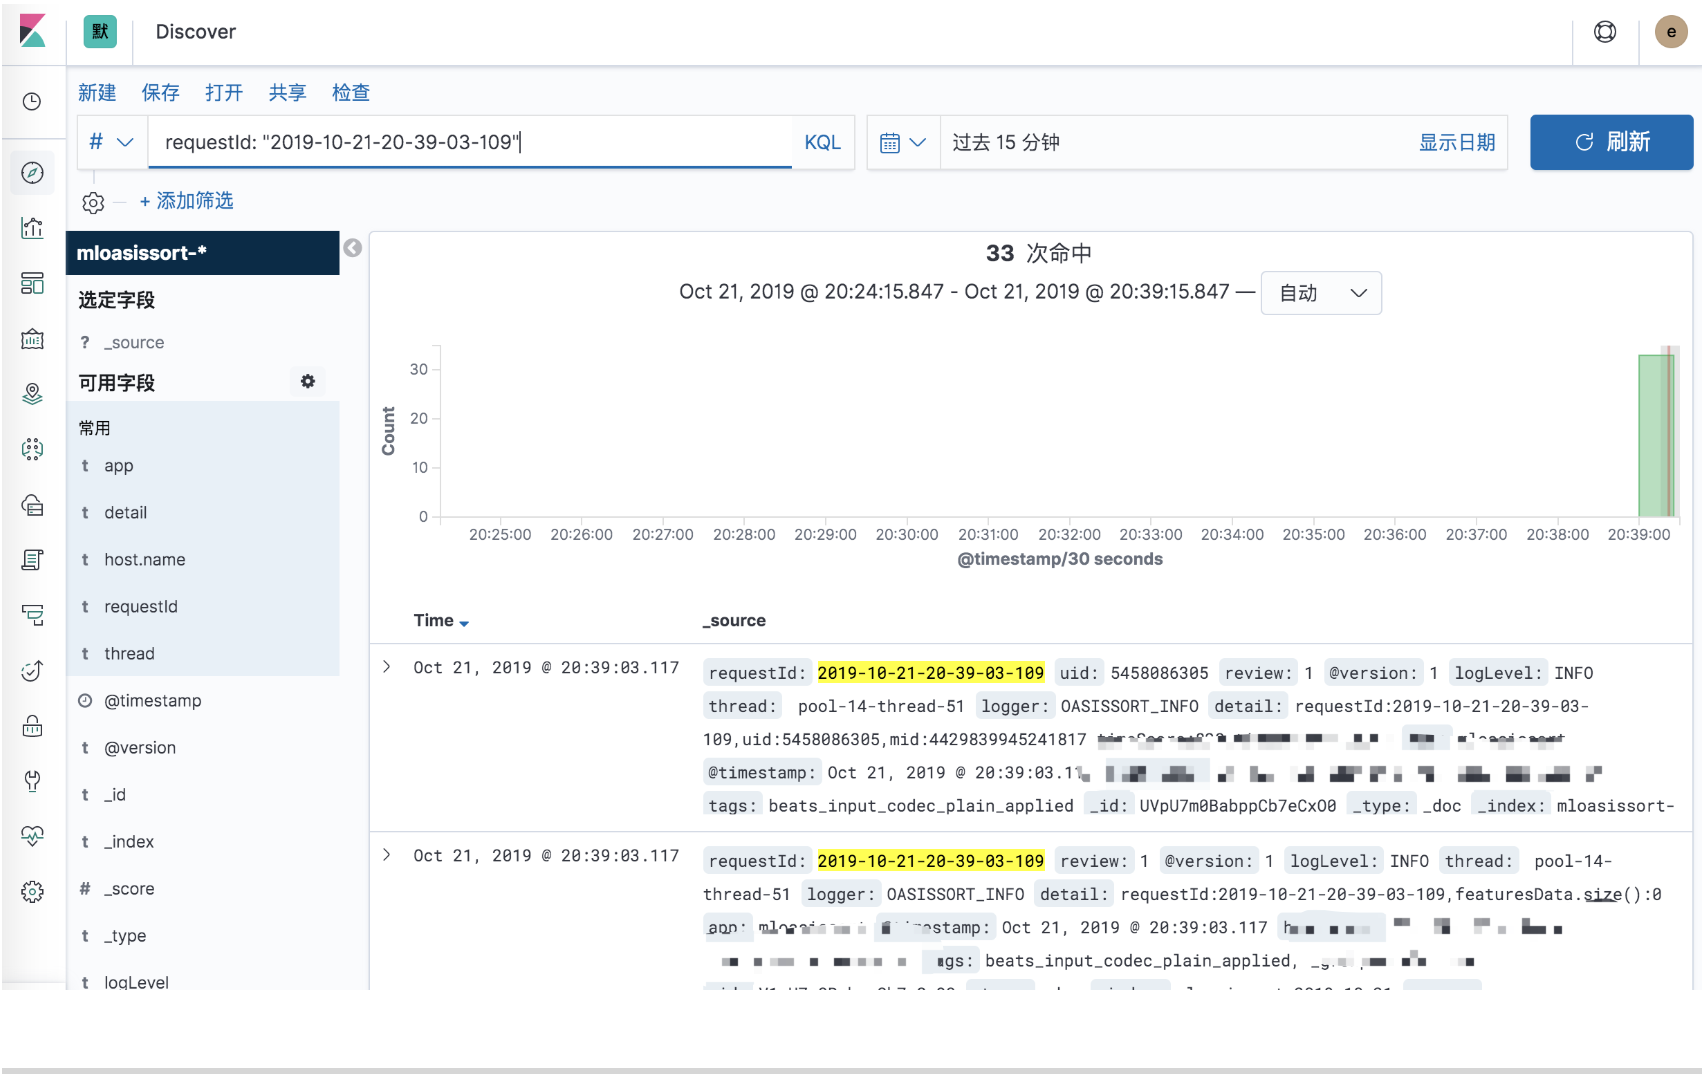 默 Discover e
新建 保存 打开 共享 检查
# requestId: "2019-10-21-20-39-03-109" KQL 过去 15 分钟 显示日期 刷新
+ 添加筛选
mloasissort-*
选定字段
? _source
可用字段
常用
t app
t detail
t host.name
t requestId
t thread
@timestamp
t @version
t _id
t _index
# _score
t _type
t logLevel
33 次命中
Oct 21, 2019 @ 20:24:15.847 - Oct 21, 2019 @ 20:39:15.847 — 自动
Count
30
20
10
0
20:25:00 20:26:00 20:27:00 20:28:00 20:29:00 20:30:00 20:31:00 20:32:00 20:33:00 20:34:00 20:35:00 20:36:00 20:37:00 20:38:00 20:39:00
@timestamp/30 seconds
Time _source
Oct 21, 2019 @ 20:39:03.117 requestId: 2019-10-21-20-39-03-109 uid: 5458086305 review: 1 @version: 1 logLevel: INFO
thread: pool-14-thread-51 logger: OASISSORT_INFO detail: requestId:2019-10-21-20-39-03-
109,uid:5458086305,mid:4429839945241817
@timestamp: Oct 21, 2019 @ 20:39:03.11
tags: beats_input_codec_plain_applied _id: UVpU7m0BabppCb7eCxO0 _type: _doc _index: mloasissort-
Oct 21, 2019 @ 20:39:03.117 requestId: 2019-10-21-20-39-03-109 review: 1 @version: 1 logLevel: INFO thread: pool-14-
thread-51 logger: OASISSORT_INFO detail: requestId:2019-10-21-20-39-03-109,featuresData.size():0
app: Oct 21, 2019 @ 20:39:03.117
beats_input_codec_plain_applied,